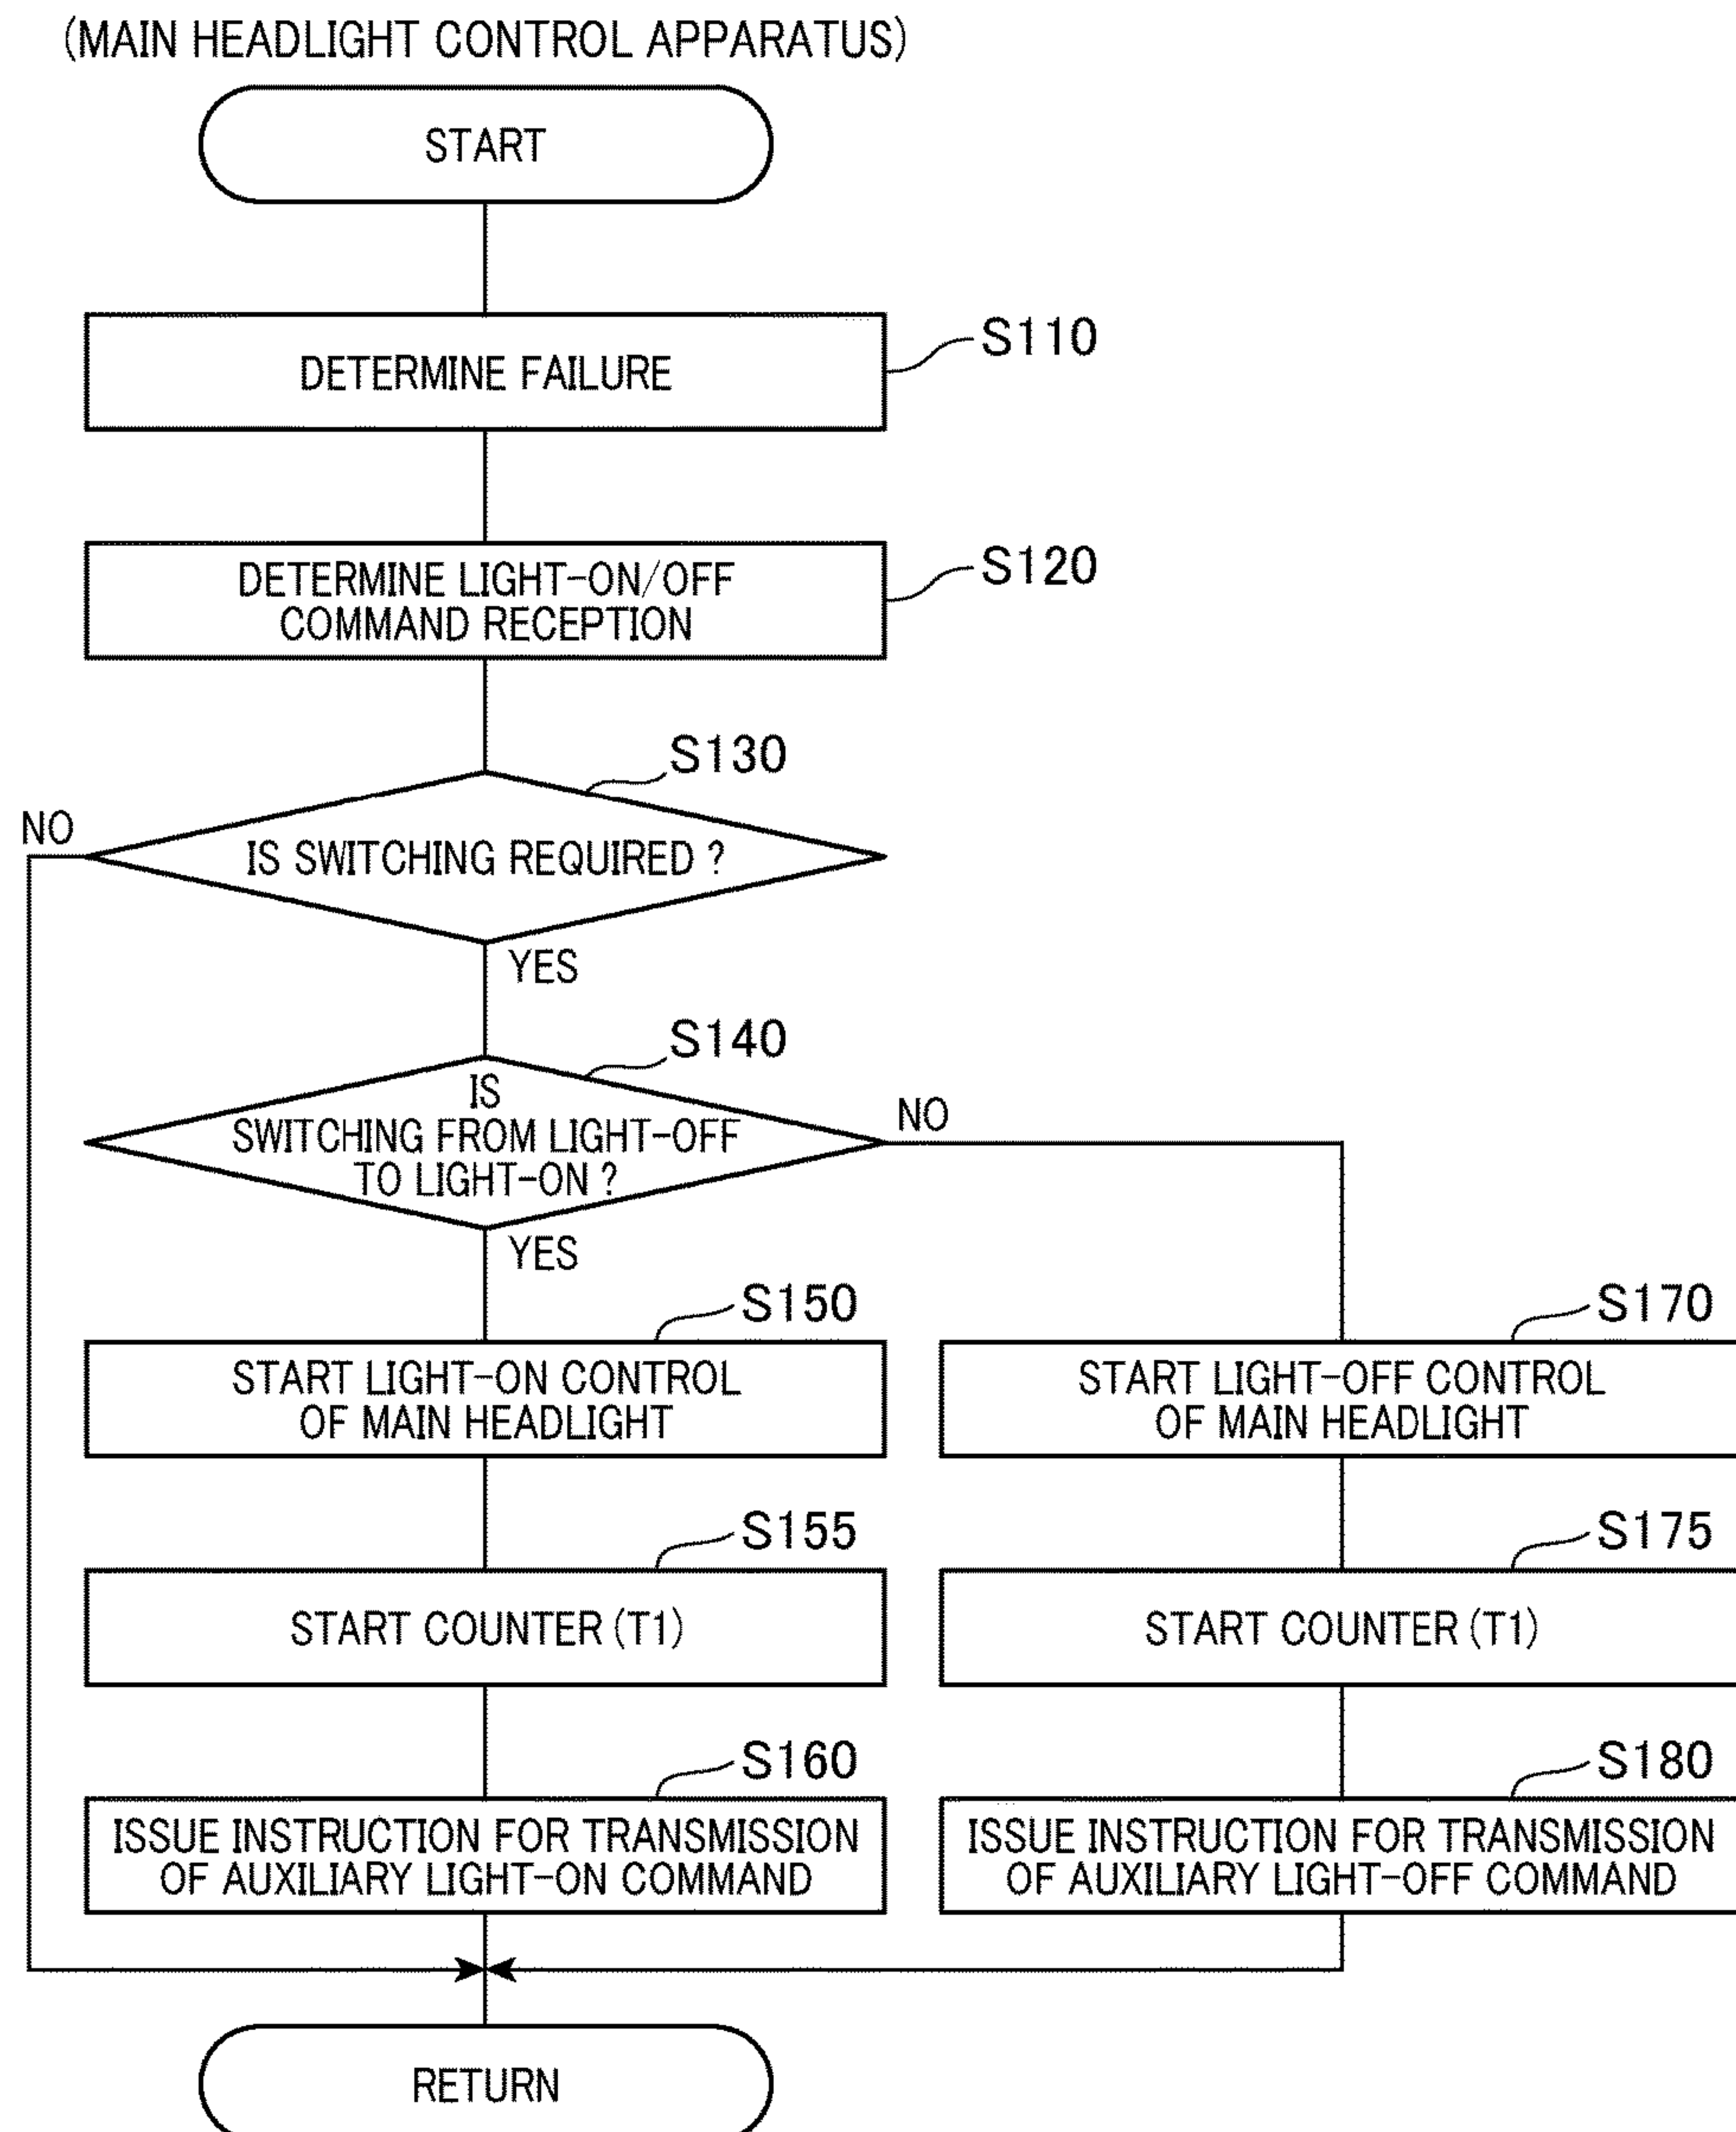 (MAIN HEADLIGHT CONTROL APPARATUS)
START
DETERMINE FAILURE
S110
DETERMINE LIGHT-ON/OFF
COMMAND RECEPTION
S120
S130
NO
IS SWITCHING REQUIRED ?
YES
S140
IS
SWITCHING FROM LIGHT-OFF
TO LIGHT-ON ?
NO
YES
S150
START LIGHT-ON CONTROL
OF MAIN HEADLIGHT
S170
START LIGHT-OFF CONTROL
OF MAIN HEADLIGHT
S155
START COUNTER (T1)
S175
START COUNTER (T1)
S160
ISSUE INSTRUCTION FOR TRANSMISSION
OF AUXILIARY LIGHT-ON COMMAND
S180
ISSUE INSTRUCTION FOR TRANSMISSION
OF AUXILIARY LIGHT-OFF COMMAND
RETURN